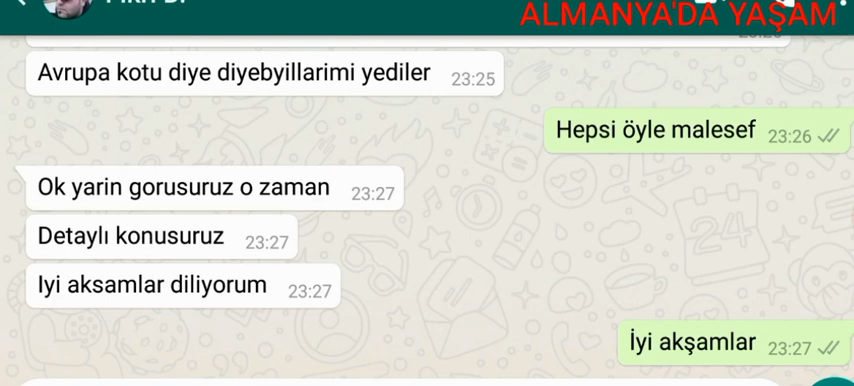 ALMANYA'DA YAŞAM
Avrupa kotu diye diyebyillarimi yediler 23:25
Hepsi öyle malesef 23:26
Ok yarin gorusuruz o zaman 23:27
Detaylı konusuruz 23:27
Iyi aksamlar diliyorum 23:27
İyi akşamlar 23:27
24